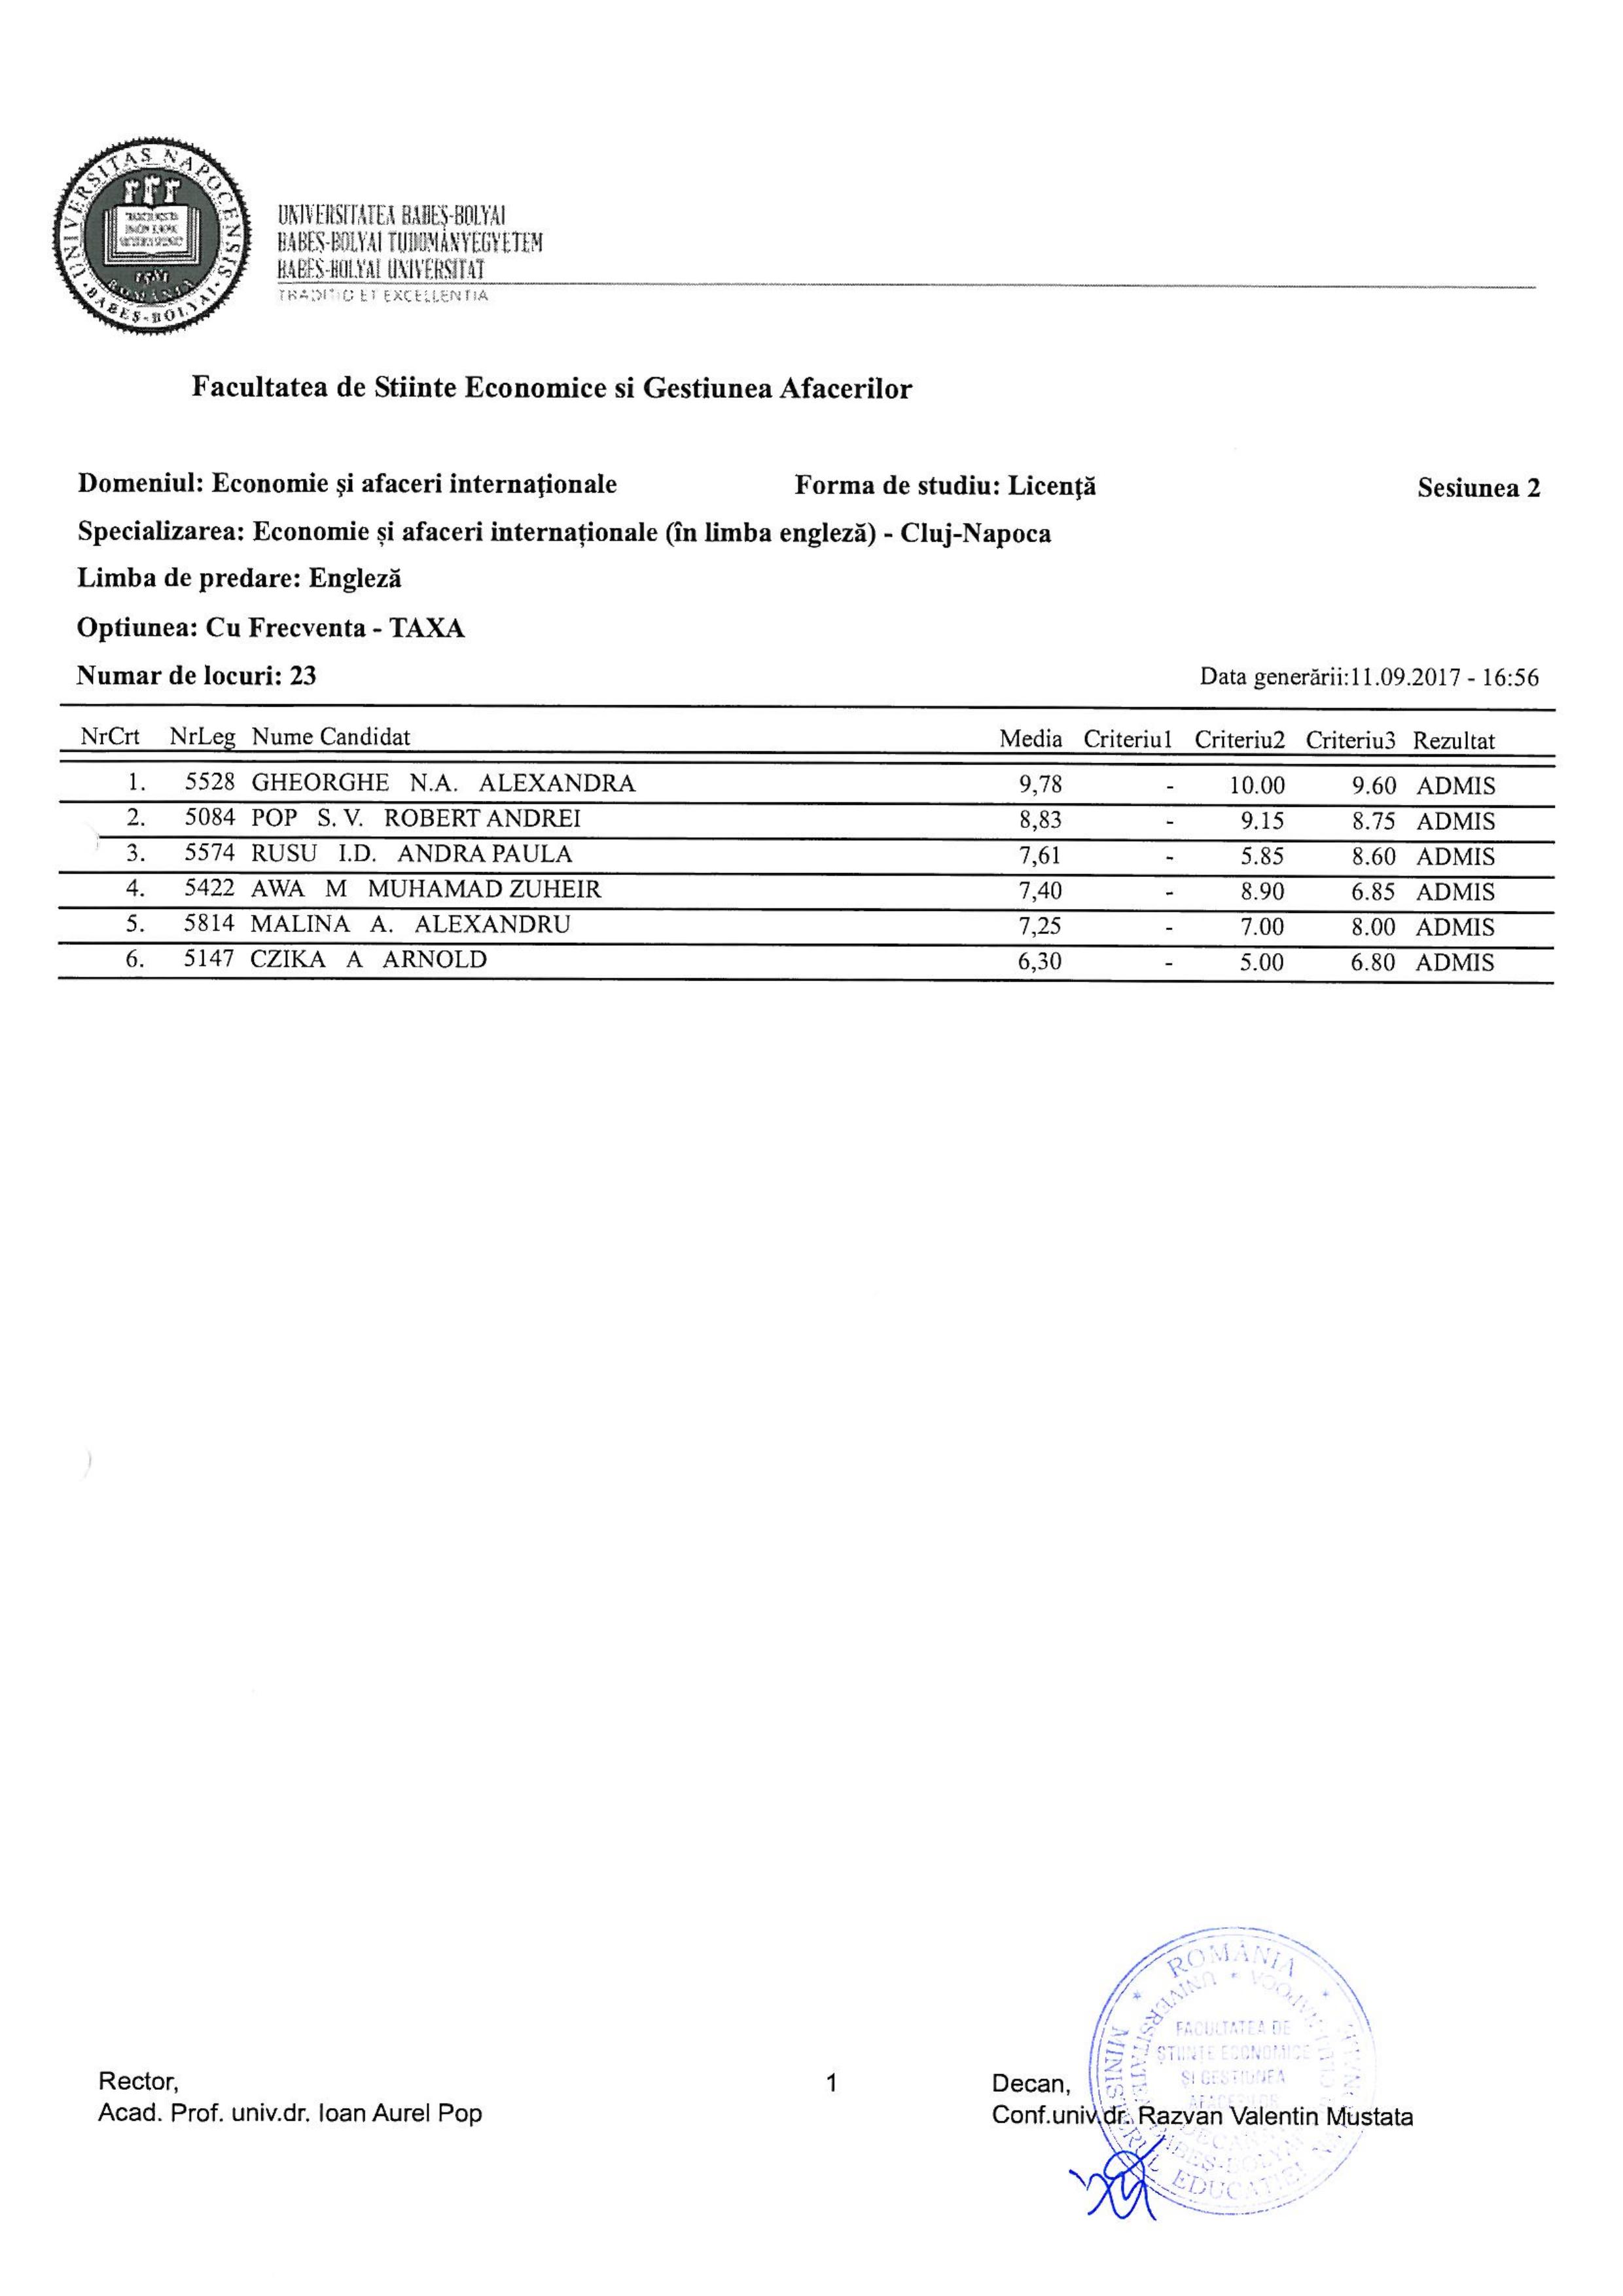 UNIVERSITAS NAPOCENSIS
BABEȘ-BOLYAI
ROMÂNIA
UNIVERSITATEA BABEŞ-BOLYAI
BABEŞ-BOLYAI TUDOMÁNYEGYETEM
BABEŞ-BOLYAI UNIVERSITÄT
TRADITIO ET EXCELLENTIA
Facultatea de Stiinte Economice si Gestiunea Afacerilor
Domeniul: Economie şi afaceri internaţionale Forma de studiu: Licenţă Sesiunea 2
Specializarea: Economie și afaceri internaționale (în limba engleză) - Cluj-Napoca
Limba de predare: Engleză
Optiunea: Cu Frecventa - TAXA
Numar de locuri: 23 Data generării:11.09.2017 - 16:56
NrCrt NrLeg Nume Candidat Media Criteriu1 Criteriu2 Criteriu3 Rezultat
1. 5528 GHEORGHE N.A. ALEXANDRA 9,78 - 10.00 9.60 ADMIS
2. 5084 POP S. V. ROBERT ANDREI 8,83 - 9.15 8.75 ADMIS
3. 5574 RUSU I.D. ANDRA PAULA 7,61 - 5.85 8.60 ADMIS
4. 5422 AWA M MUHAMAD ZUHEIR 7,40 - 8.90 6.85 ADMIS
5. 5814 MALINA A. ALEXANDRU 7,25 - 7.00 8.00 ADMIS
6. 5147 CZIKA A ARNOLD 6,30 - 5.00 6.80 ADMIS
ROMÂNIA
MINISTERUL EDUCAŢIEI
UNIVERSITATEA
FACULTATEA DE
ŞTIINŢE ECONOMICE
ŞI GESTIUNEA
AFACERILOR
Rector, 1 Decan,
Acad. Prof. univ.dr. Ioan Aurel Pop Conf.univ.dr. Razvan Valentin Mustata